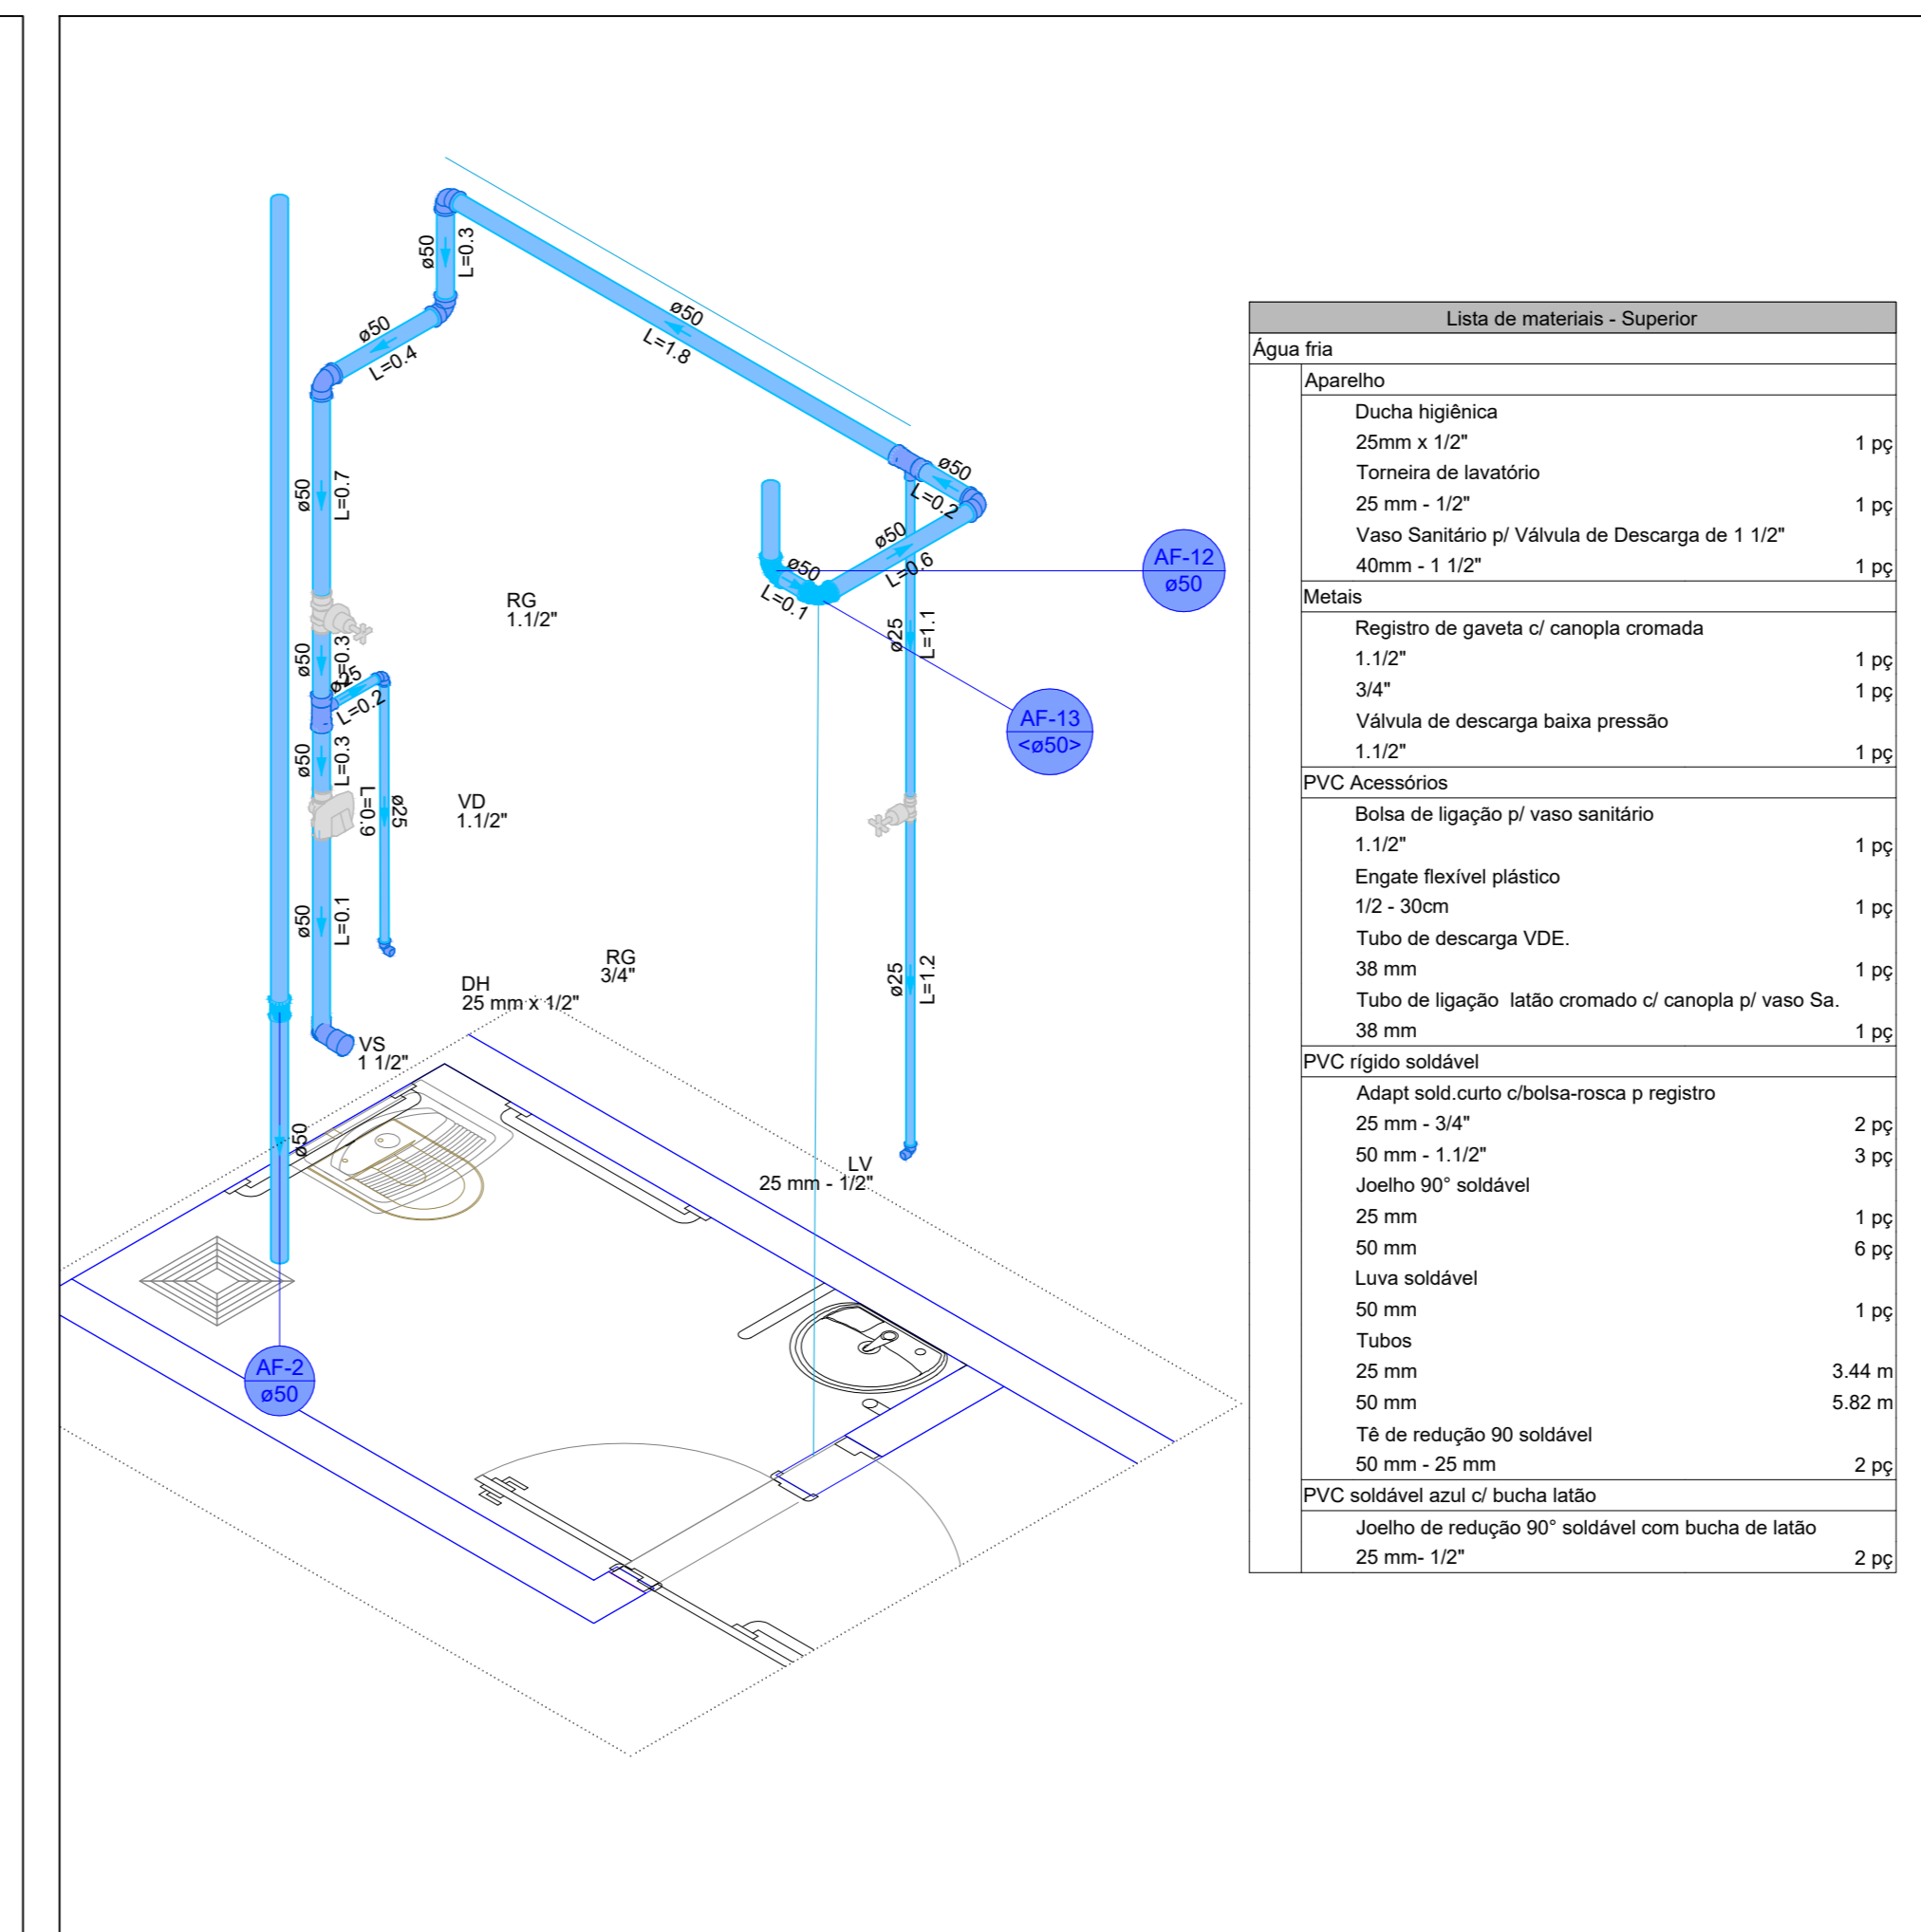 ø50
L=0.3
ø50
L=0.4
ø50
L=1.8
ø50
L=0.7
ø50
L=0.2
ø50
L=0.6
ø50
L=0.1
AF-12
ø50
AF-13
<ø50>
RG
1.1/2"
ø50
L=0.3
ø25
L=0.2
ø50
L=0.3
L=0.9
ø25
VD
1.1/2"
ø25
L=1.1
ø50
L=0.1
RG
3/4"
DH
25 mm x 1/2"
ø25
L=1.2
VS
1 1/2"
ø50
LV
25 mm - 1/2"
AF-2
ø50
Lista de materiais - Superior
Água fria
Aparelho
Ducha higiênica
25mm x 1/2" 1 pç
Torneira de lavatório
25 mm - 1/2" 1 pç
Vaso Sanitário p/ Válvula de Descarga de 1 1/2"
40mm - 1 1/2" 1 pç
Metais
Registro de gaveta c/ canopla cromada
1.1/2" 1 pç
3/4" 1 pç
Válvula de descarga baixa pressão
1.1/2" 1 pç
PVC Acessórios
Bolsa de ligação p/ vaso sanitário
1.1/2" 1 pç
Engate flexível plástico
1/2 - 30cm 1 pç
Tubo de descarga VDE.
38 mm 1 pç
Tubo de ligação latão cromado c/ canopla p/ vaso Sa.
38 mm 1 pç
PVC rígido soldável
Adapt sold.curto c/bolsa-rosca p registro
25 mm - 3/4" 2 pç
50 mm - 1.1/2" 3 pç
Joelho 90° soldável
25 mm 1 pç
50 mm 6 pç
Luva soldável
50 mm 1 pç
Tubos
25 mm 3.44 m
50 mm 5.82 m
Tê de redução 90 soldável
50 mm - 25 mm 2 pç
PVC soldável azul c/ bucha latão
Joelho de redução 90° soldável com bucha de latão
25 mm- 1/2" 2 pç